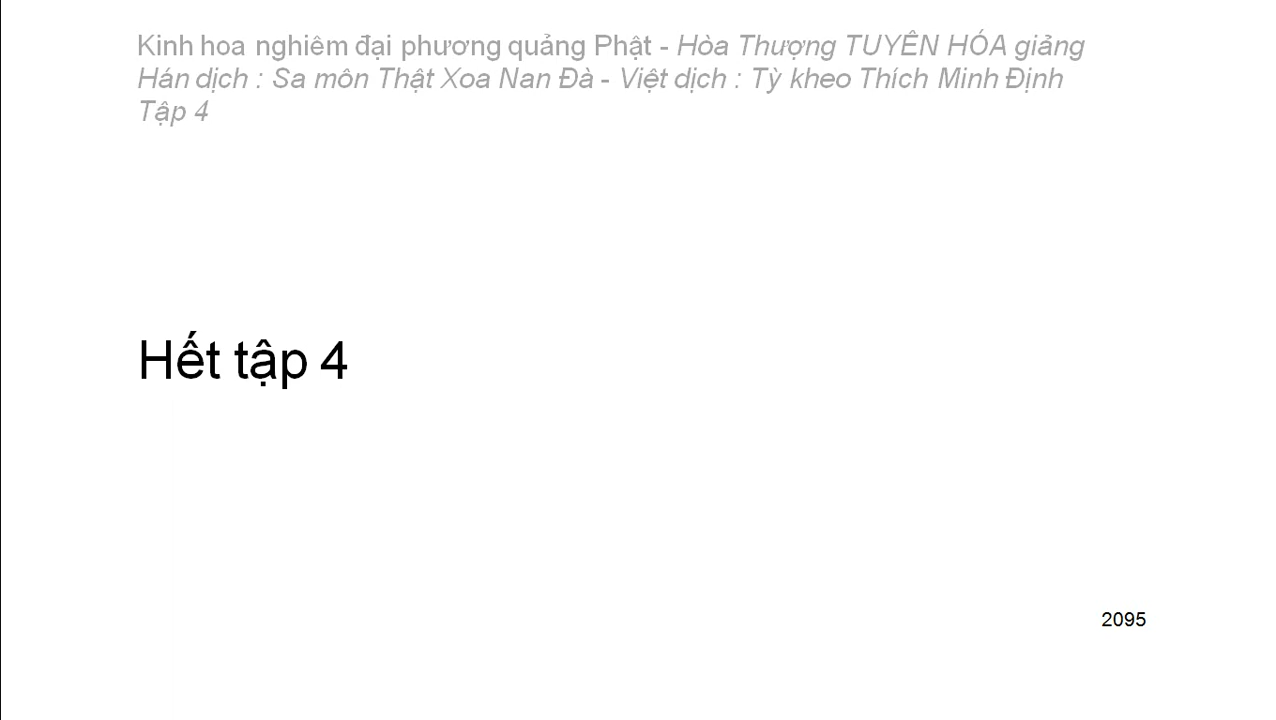 Kinh hoa nghiêm đại phương quảng Phật - Hòa Thượng TUYÊN HÓA giảng
Hán dịch : Sa môn Thật Xoa Nan Đà - Việt dịch : Tỳ kheo Thích Minh Định
Tập 4
Hết tập 4
2095